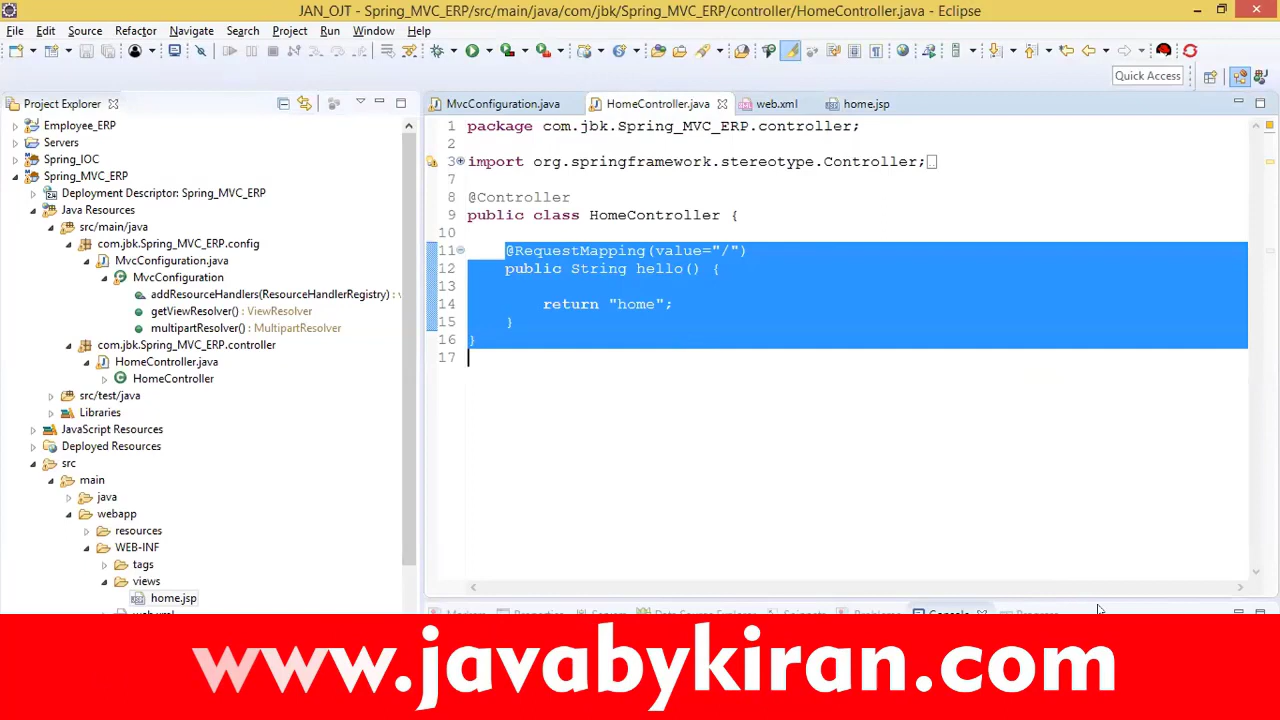 JAN_OJT - Spring_MVC_ERP/src/main/java/com/jbk/Spring_MVC_ERP/controller/HomeController.java - Eclipse
File Edit Source Refactor Navigate Search Project Run Window Help
Quick Access
Project Explorer
MvcConfiguration.java HomeController.java web.xml home.jsp
Employee_ERP
Servers
Spring_IOC
Spring_MVC_ERP
Deployment Descriptor: Spring_MVC_ERP
Java Resources
src/main/java
com.jbk.Spring_MVC_ERP.config
MvcConfiguration.java
MvcConfiguration
addResourceHandlers(ResourceHandlerRegistry) : v
getViewResolver() : ViewResolver
multipartResolver() : MultipartResolver
com.jbk.Spring_MVC_ERP.controller
HomeController.java
HomeController
src/test/java
Libraries
JavaScript Resources
Deployed Resources
src
main
java
webapp
resources
WEB-INF
tags
views
home.jsp
1 package com.jbk.Spring_MVC_ERP.controller;
2
3 import org.springframework.stereotype.Controller;
7
8 @Controller
9 public class HomeController {
10
11 @RequestMapping(value="/")
12 public String hello() {
13
14 return "home";
15 }
16 }
17
www.javabykiran.com